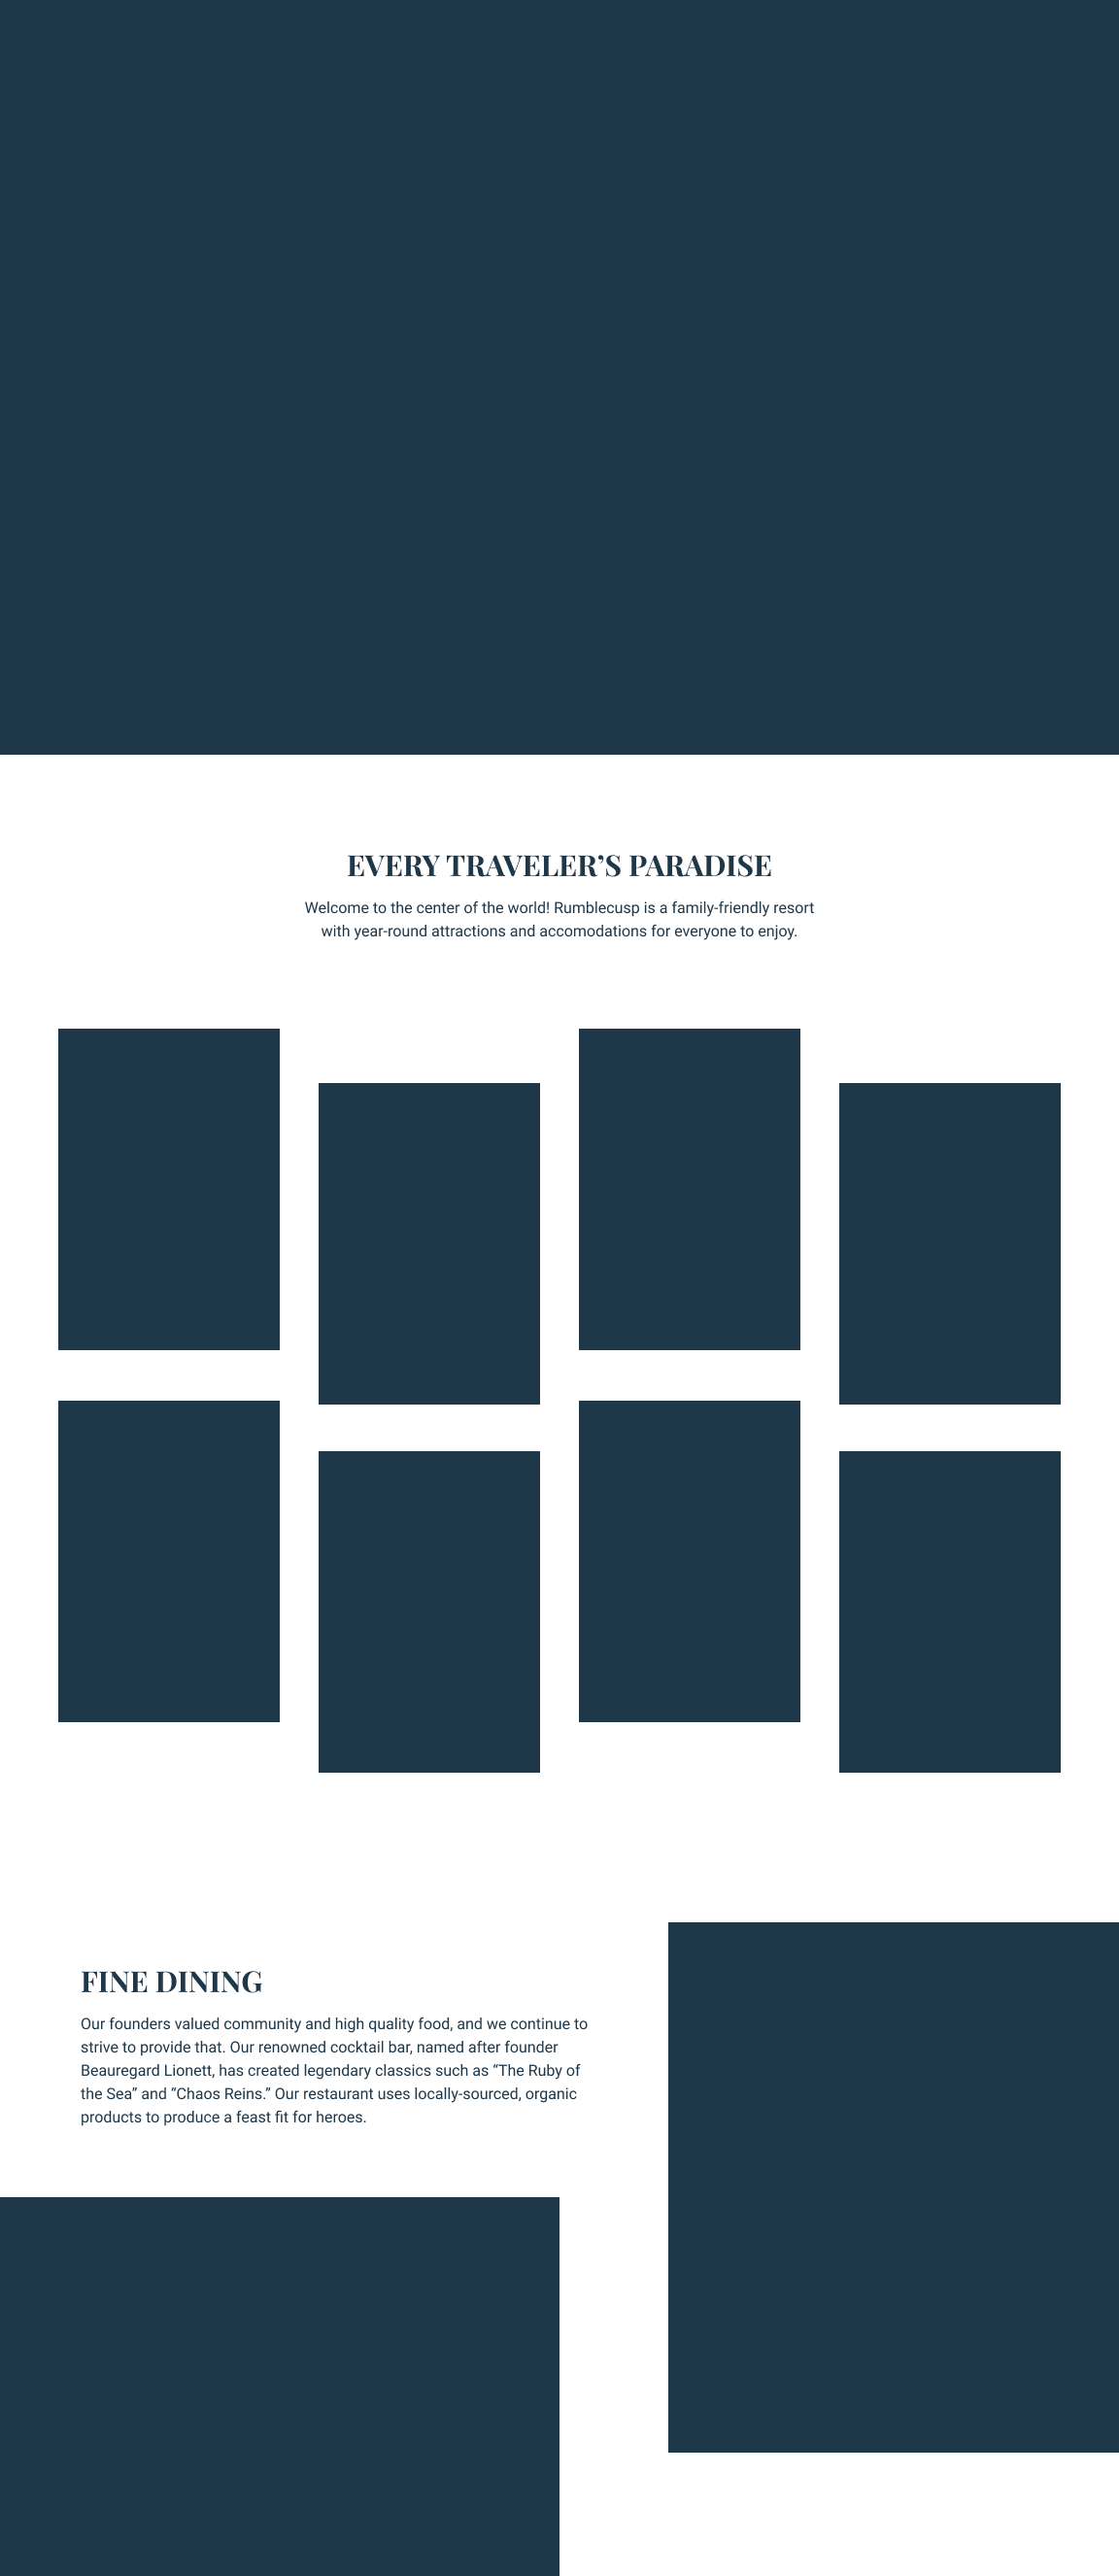 EVERY TRAVELER’S PARADISE
Welcome to the center of the world! Rumblecusp is a family-friendly resort
with year-round attractions and accomodations for everyone to enjoy.
FINE DINING
Our founders valued community and high quality food, and we continue to
strive to provide that. Our renowned cocktail bar, named after founder
Beauregard Lionett, has created legendary classics such as “The Ruby of
the Sea” and “Chaos Reins.” Our restaurant uses locally-sourced, organic
products to produce a feast fit for heroes.